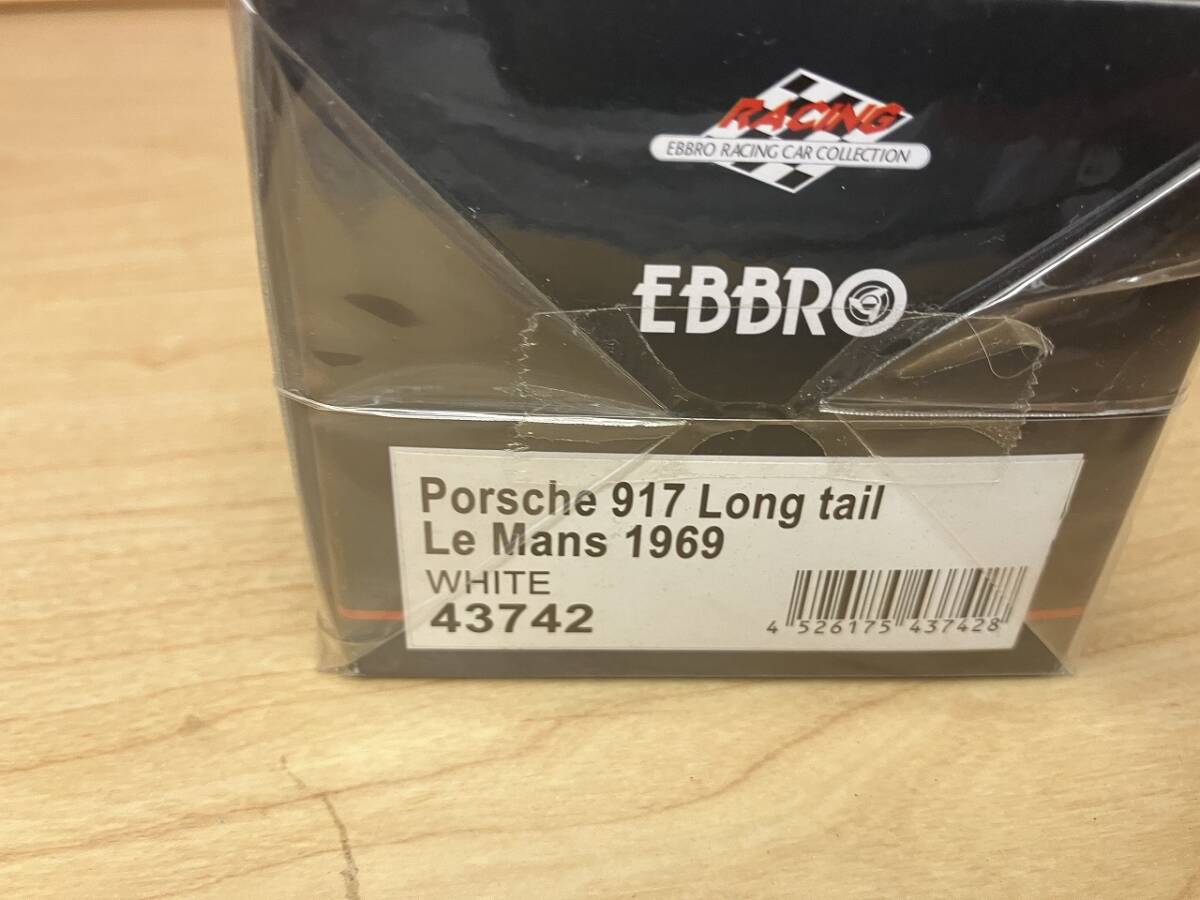 RACING
EBBRO RACING CAR COLLECTION
EBBRO
Porsche 917 Long tail
Le Mans 1969
WHITE
43742
4 526175 437428